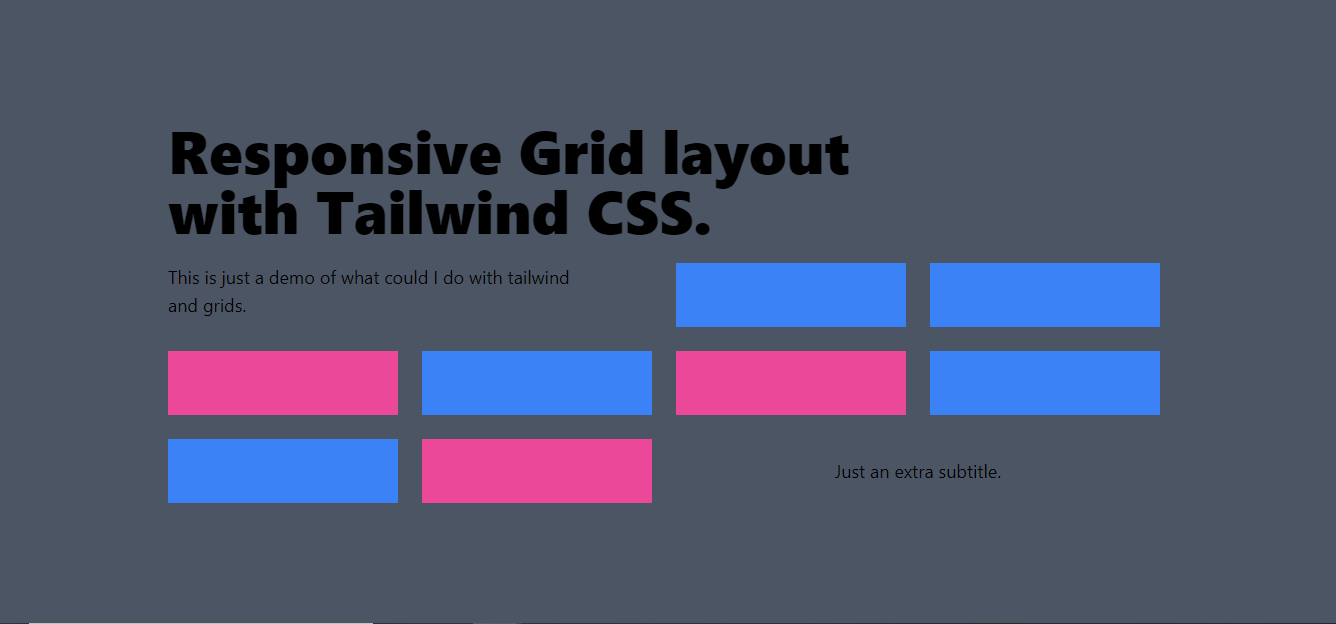 Responsive Grid layout
with Tailwind CSS.
This is just a demo of what could I do with tailwind
and grids.
Just an extra subtitle.